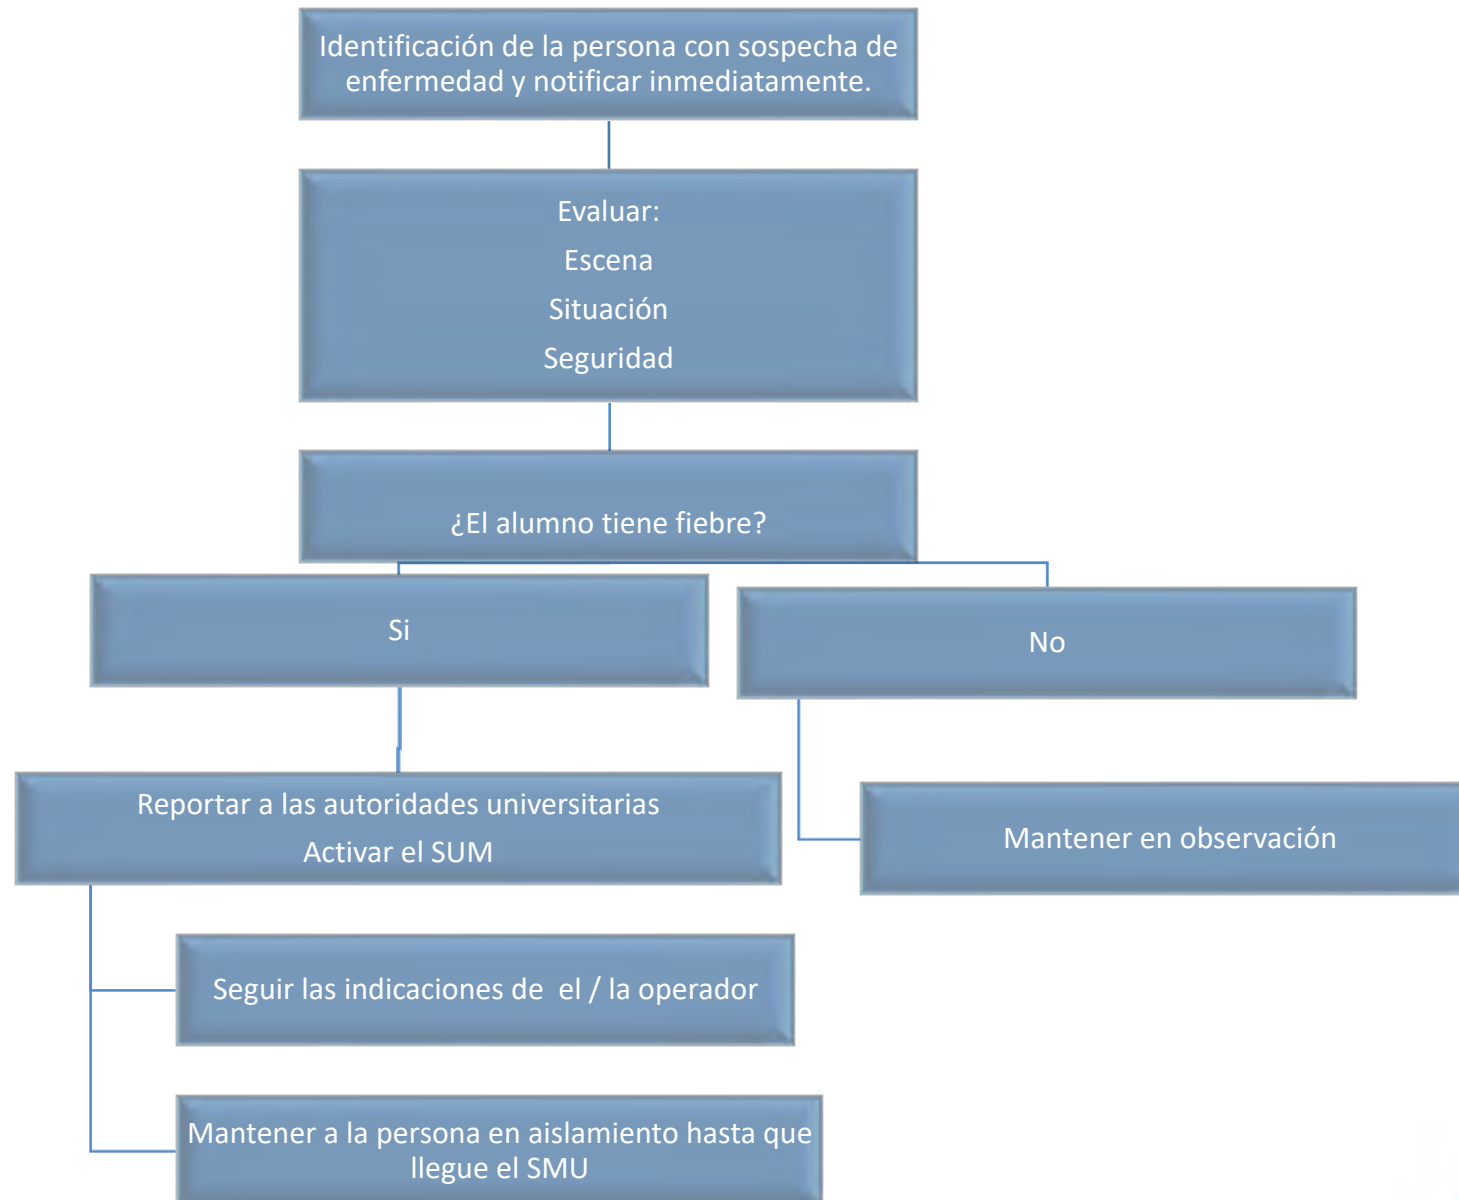 Identificación de la persona con sospecha de
enfermedad y notificar inmediatamente.
Evaluar:
Escena
Situación
Seguridad
¿El alumno tiene fiebre?
Si
No
Reportar a las autoridades universitarias
Activar el SUM
Mantener en observación
Seguir las indicaciones de  el / la operador
Mantener a la persona en aislamiento hasta que
llegue el SMU